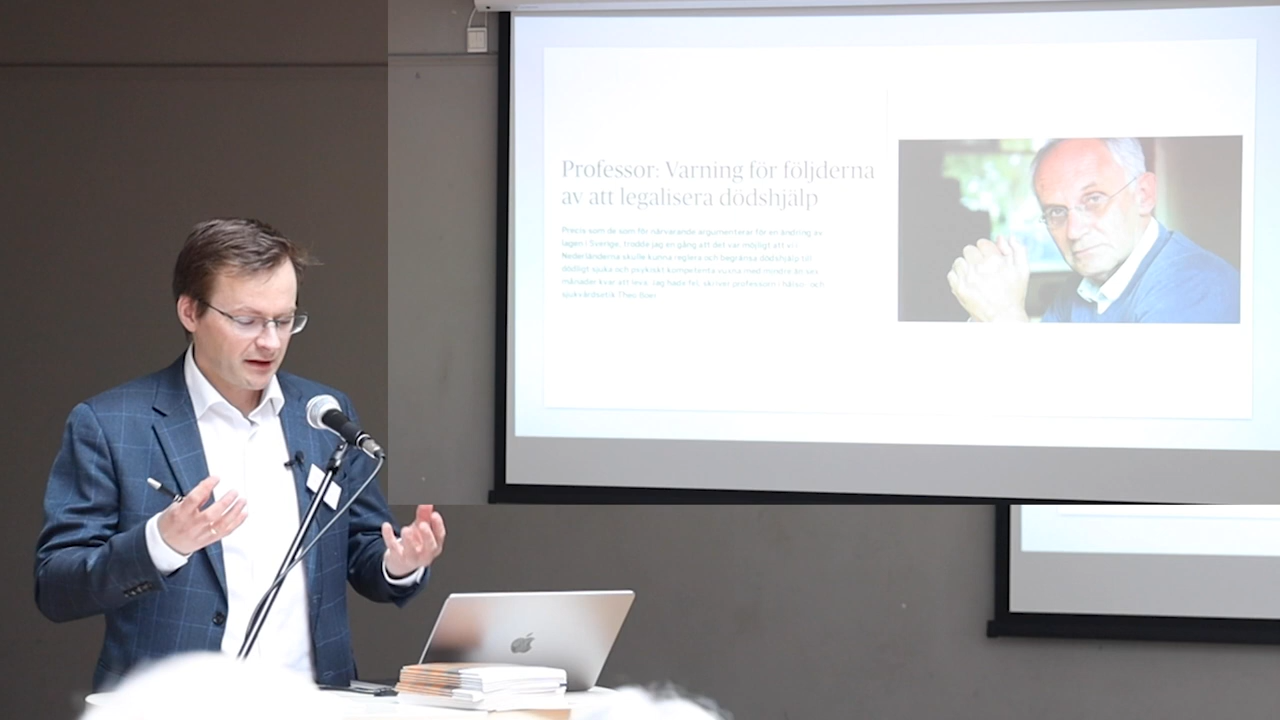 Professor: Varning för följderna
av att legalisera dödshjälp
Precis som de som för närvarande argumenterar för en ändring av
lagen i Sverige, trodde jag en gång att det var möjligt att vi i
Nederländerna skulle kunna reglera och begränsa dödshjälp till
dödligt sjuka och psykiskt kompetenta vuxna med mindre än sex
månader kvar att leva. Jag hade fel, skriver professorn i hälso- och
sjukvårdsetik Theo Boer.